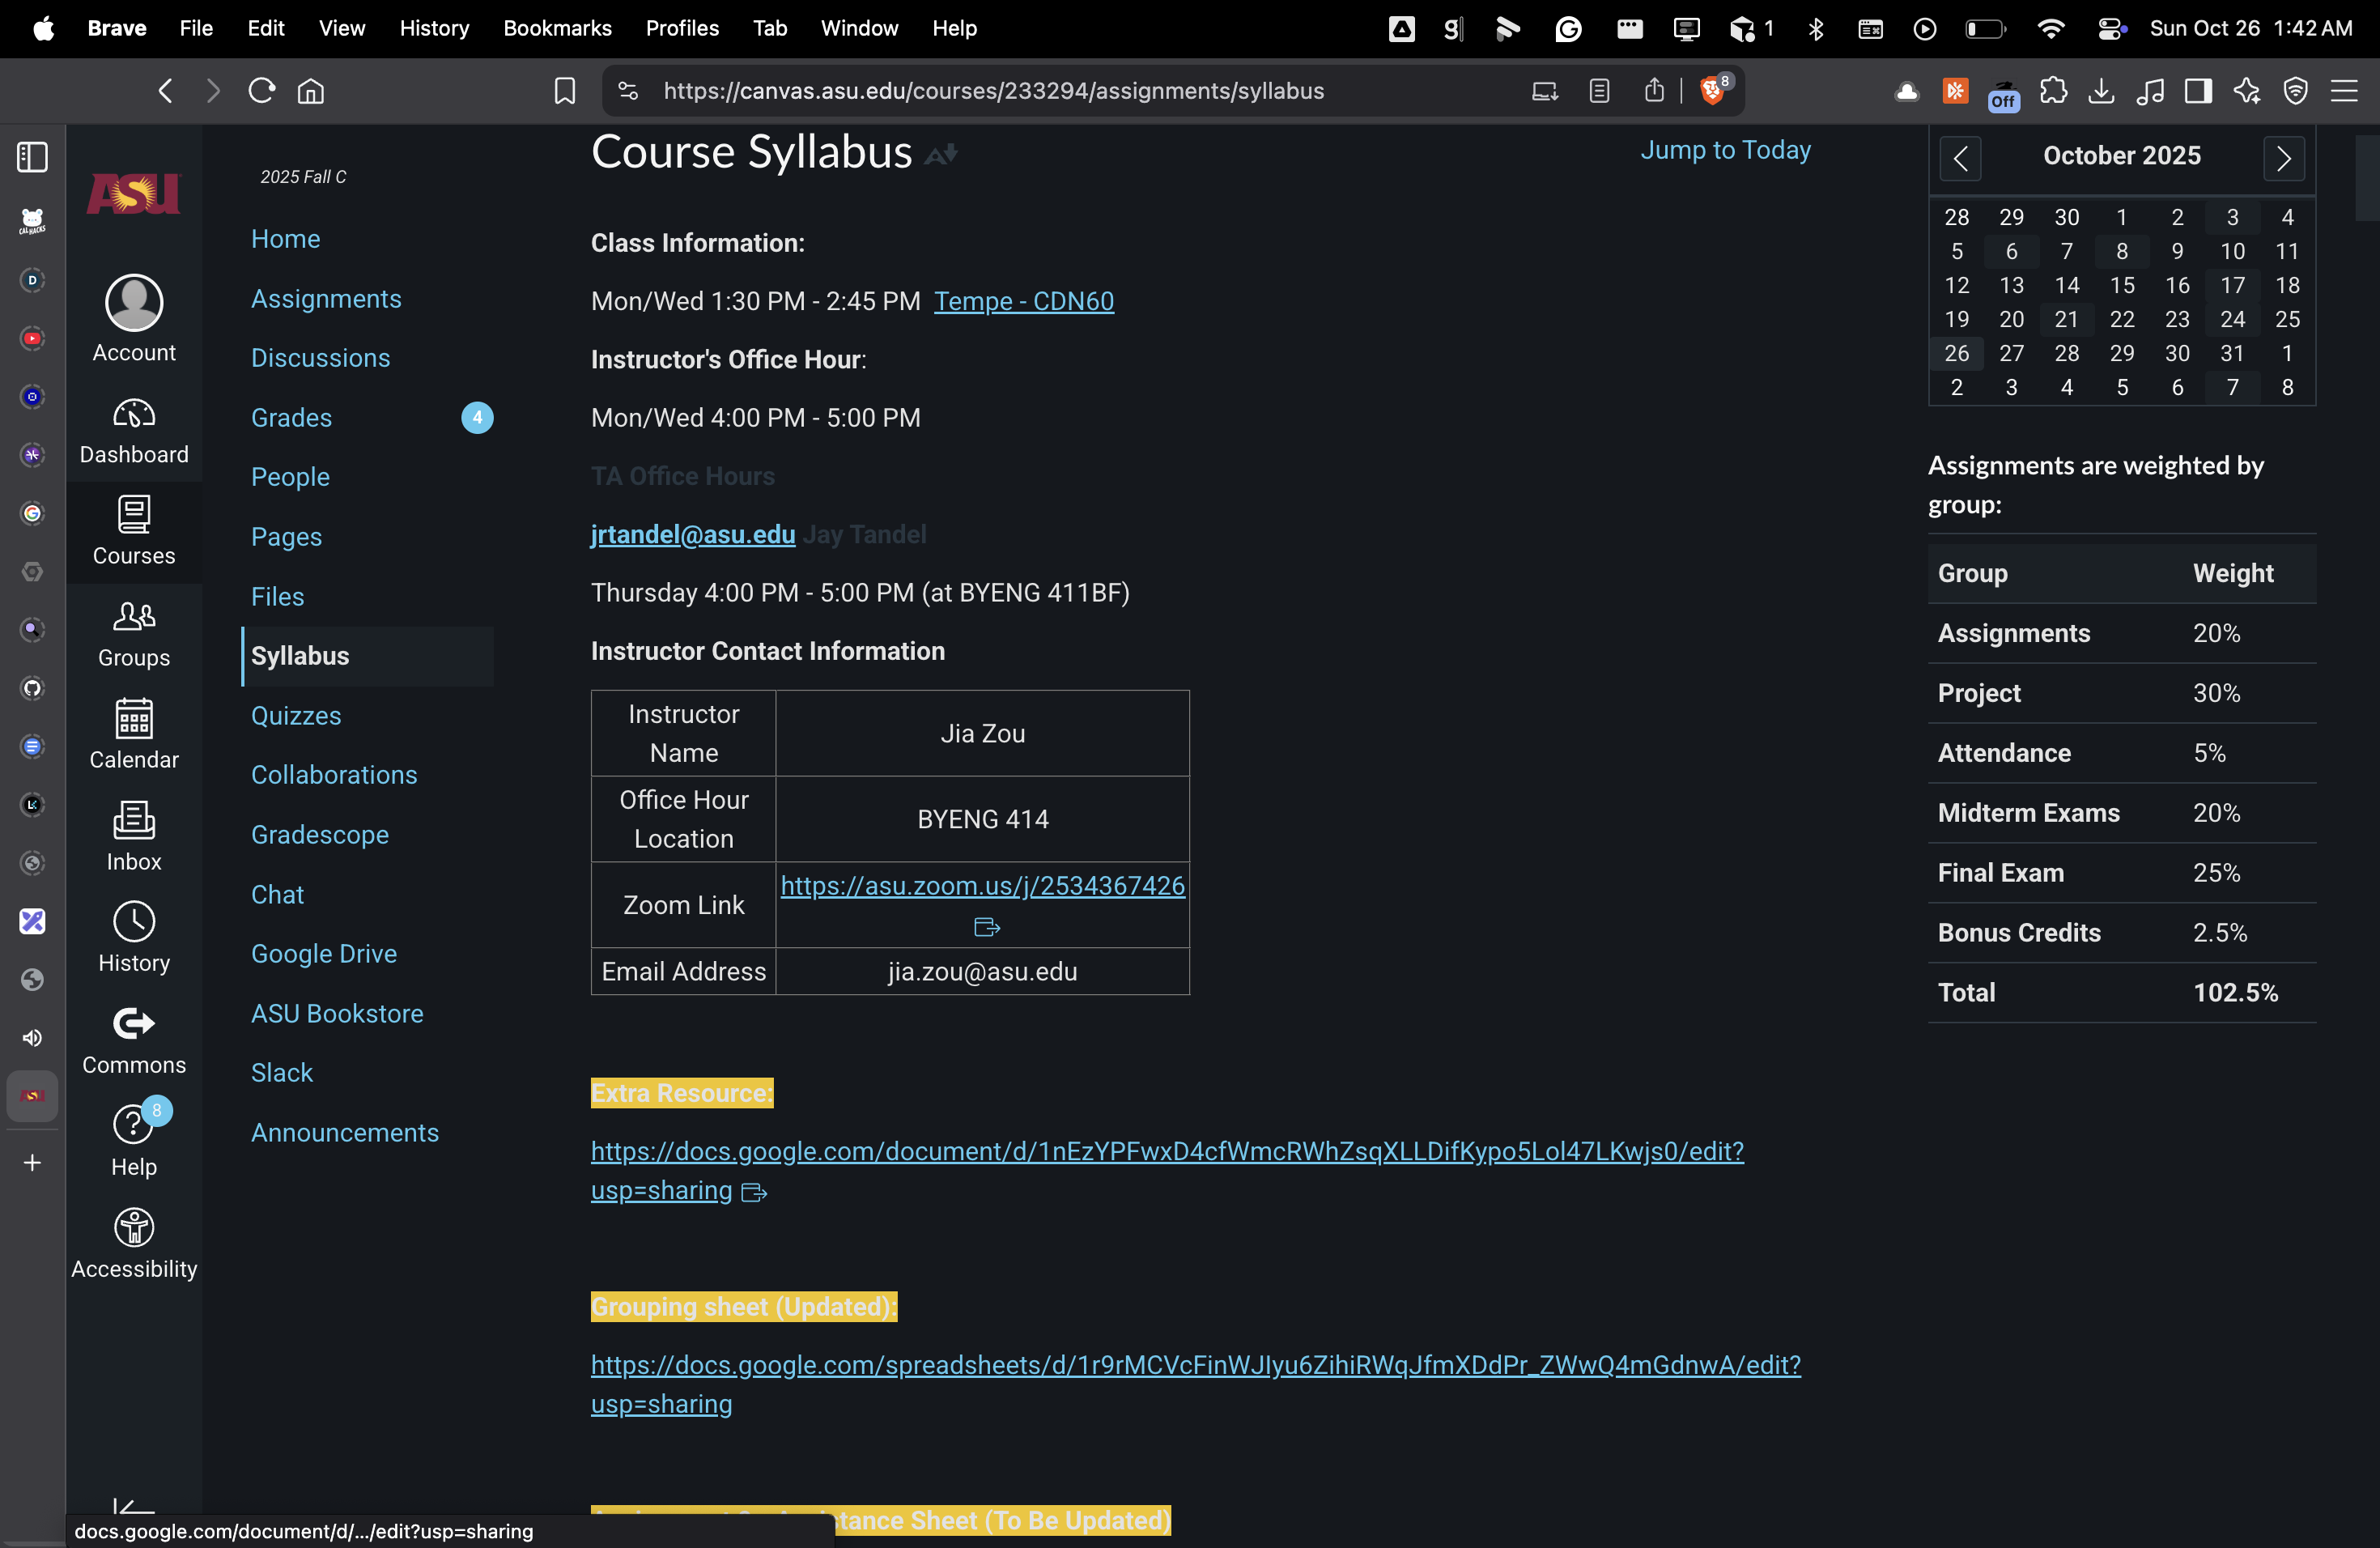 Brave File Edit View History Bookmarks Profiles Tab Window Help
1
Sun Oct 26 1:42 AM
https://canvas.asu.edu/courses/233294/assignments/syllabus
8
Off
CAL HACKS
D
ASU
Account
Dashboard
Courses
Groups
Calendar
Inbox
History
Commons
8
Help
Accessibility
2025 Fall C
Home
Assignments
Discussions
Grades
4
People
Pages
Files
Syllabus
Quizzes
Collaborations
Gradescope
Chat
Google Drive
ASU Bookstore
Slack
Announcements
Course Syllabus
Jump to Today
Class Information:
Mon/Wed 1:30 PM - 2:45 PM Tempe - CDN60
Instructor's Office Hour:
Mon/Wed 4:00 PM - 5:00 PM
TA Office Hours
jrtandel@asu.edu Jay Tandel
Thursday 4:00 PM - 5:00 PM (at BYENG 411BF)
Instructor Contact Information
Instructor
Name
Jia Zou
Office Hour
Location
BYENG 414
Zoom Link
https://asu.zoom.us/j/2534367426
Email Address
jia.zou@asu.edu
Extra Resource:
https://docs.google.com/document/d/1nEzYPFwxD4cfWmcRWhZsqXLLDifKypo5Lol47LKwjs0/edit?
usp=sharing
Grouping sheet (Updated):
https://docs.google.com/spreadsheets/d/1r9rMCVcFinWJIyu6ZihiRWqJfmXDdPr_ZWwQ4mGdnwA/edit?
usp=sharing
Sheet (To Be Updated)
docs.google.com/document/d/.../edit?usp=sharing
October 2025
28 29 30 1 2 3 4
5 6 7 8 9 10 11
12 13 14 15 16 17 18
19 20 21 22 23 24 25
26 27 28 29 30 31 1
2 3 4 5 6 7 8
Assignments are weighted by
group:
Group Weight
Assignments 20%
Project 30%
Attendance 5%
Midterm Exams 20%
Final Exam 25%
Bonus Credits 2.5%
Total 102.5%